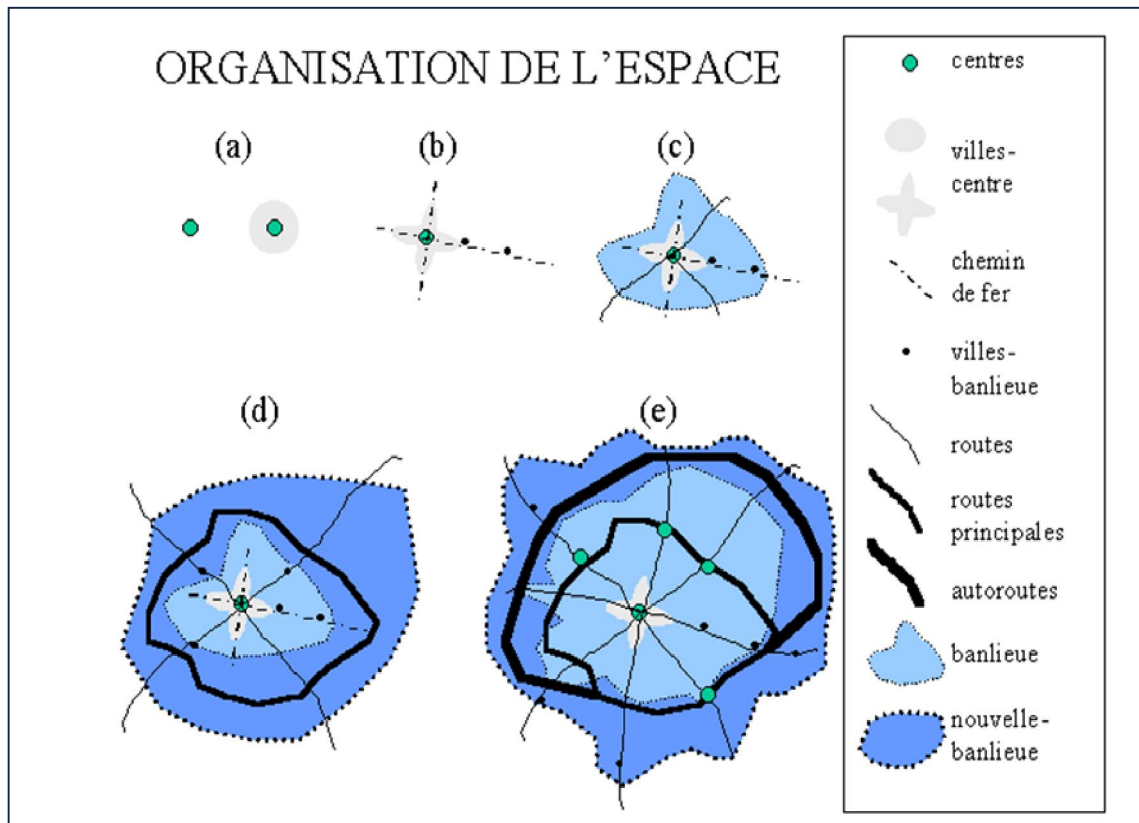 ORGANISATION DE L'ESPACE
(a)
(b)
(c)
(d)
(e)
centres
villes-
centre
chemin
de fer
villes-
banlieue
routes
routes
principales
autoroutes
banlieue
nouvelle-
banlieue